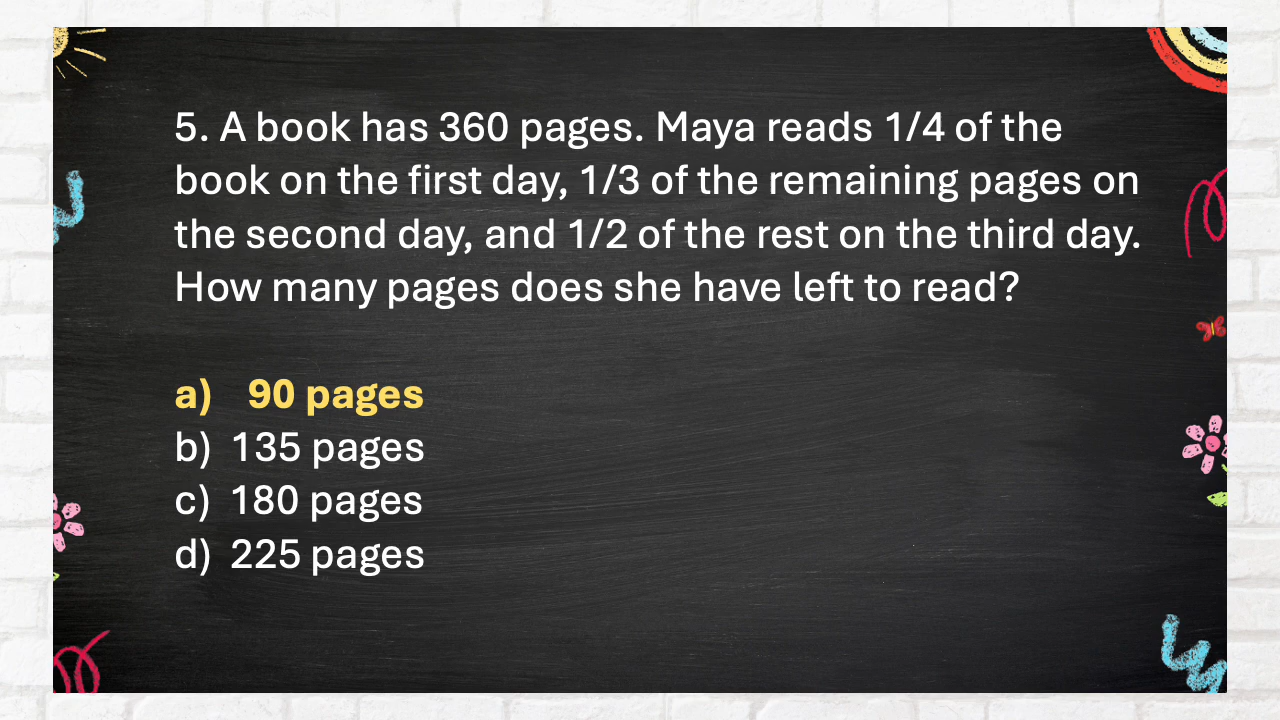 5. A book has 360 pages. Maya reads 1/4 of the
book on the first day, 1/3 of the remaining pages on
the second day, and 1/2 of the rest on the third day.
How many pages does she have left to read?
a) 90 pages
b) 135 pages
c) 180 pages
d) 225 pages